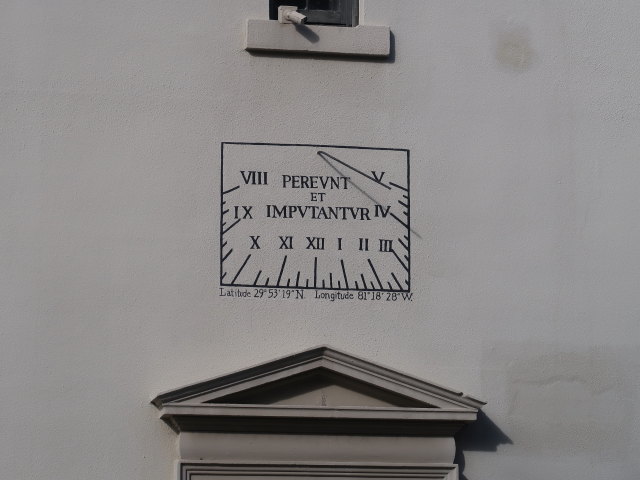 VIII PEREVNT V
ET
IX IMPVTANTVR IV
X XI XII I II III
Latitude 29°53'19"N. Longitude 81°18'28"W.